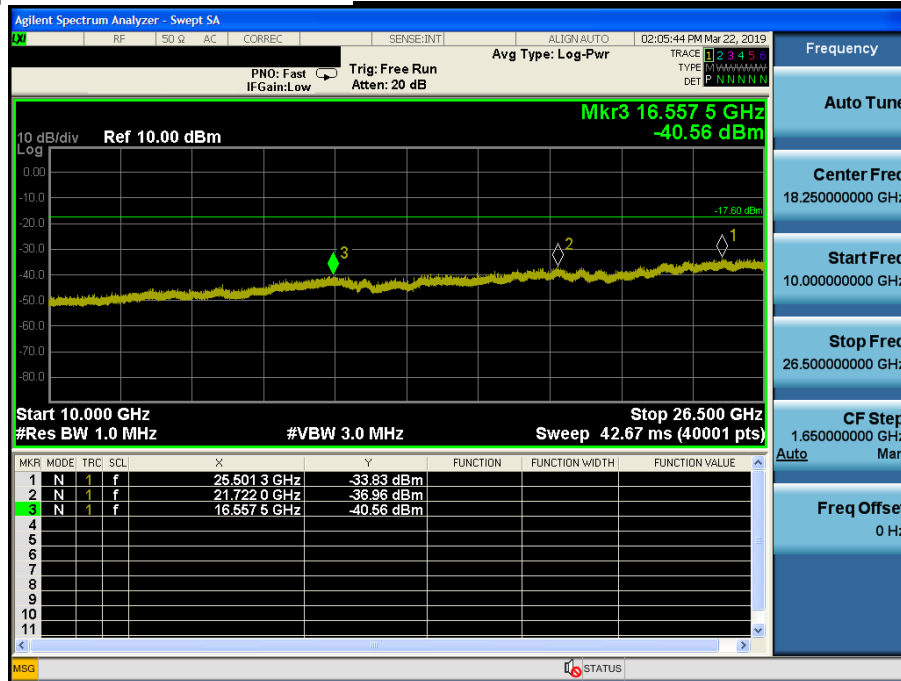 Agilent Spectrum Analyzer - Swept SA
LXI RF 50 Ω AC CORREC SENSE:INT ALIGN AUTO 02:05:44 PM Mar 22, 2019
Avg Type: Log-Pwr
TRACE 1 2 3 4 5 6
PNO: Fast Trig: Free Run
TYPE M W W W W W
IFGain:Low Atten: 20 dB
DET P N N N N N
Mkr3 16.557 5 GHz
-40.56 dBm
10 dB/div Ref 10.00 dBm
Log
0.00
-10.0
-17.60 dBm
-20.0
-30.0
-40.0
-50.0
-60.0
-70.0
-80.0
3
2
1
Start 10.000 GHz Stop 26.500 GHz
#Res BW 1.0 MHz #VBW 3.0 MHz Sweep 42.67 ms (40001 pts)
MKR MODE TRC SCL X Y FUNCTION FUNCTION WIDTH FUNCTION VALUE
1 N 1 f 25.501 3 GHz -33.83 dBm
2 N 1 f 21.722 0 GHz -36.96 dBm
3 N 1 f 16.557 5 GHz -40.56 dBm
4
5
6
7
8
9
10
11
MSG STATUS
Frequency
Auto Tune
Center Freq
18.250000000 GHz
Start Freq
10.000000000 GHz
Stop Freq
26.500000000 GHz
CF Step
1.650000000 GHz
Auto Man
Freq Offset
0 Hz